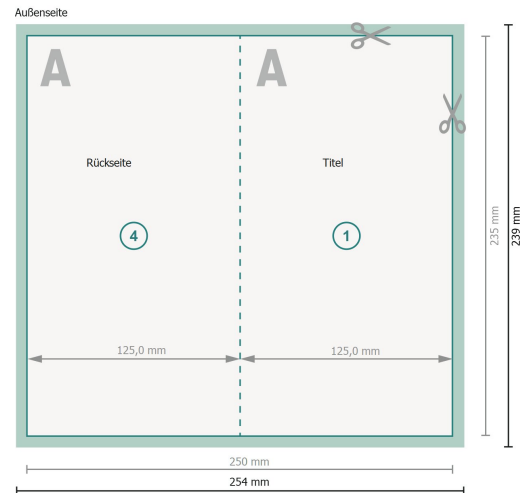 Außenseite
A
A
Rückseite
Titel
4
1
125,0 mm
125,0 mm
235 mm
239 mm
250 mm
254 mm